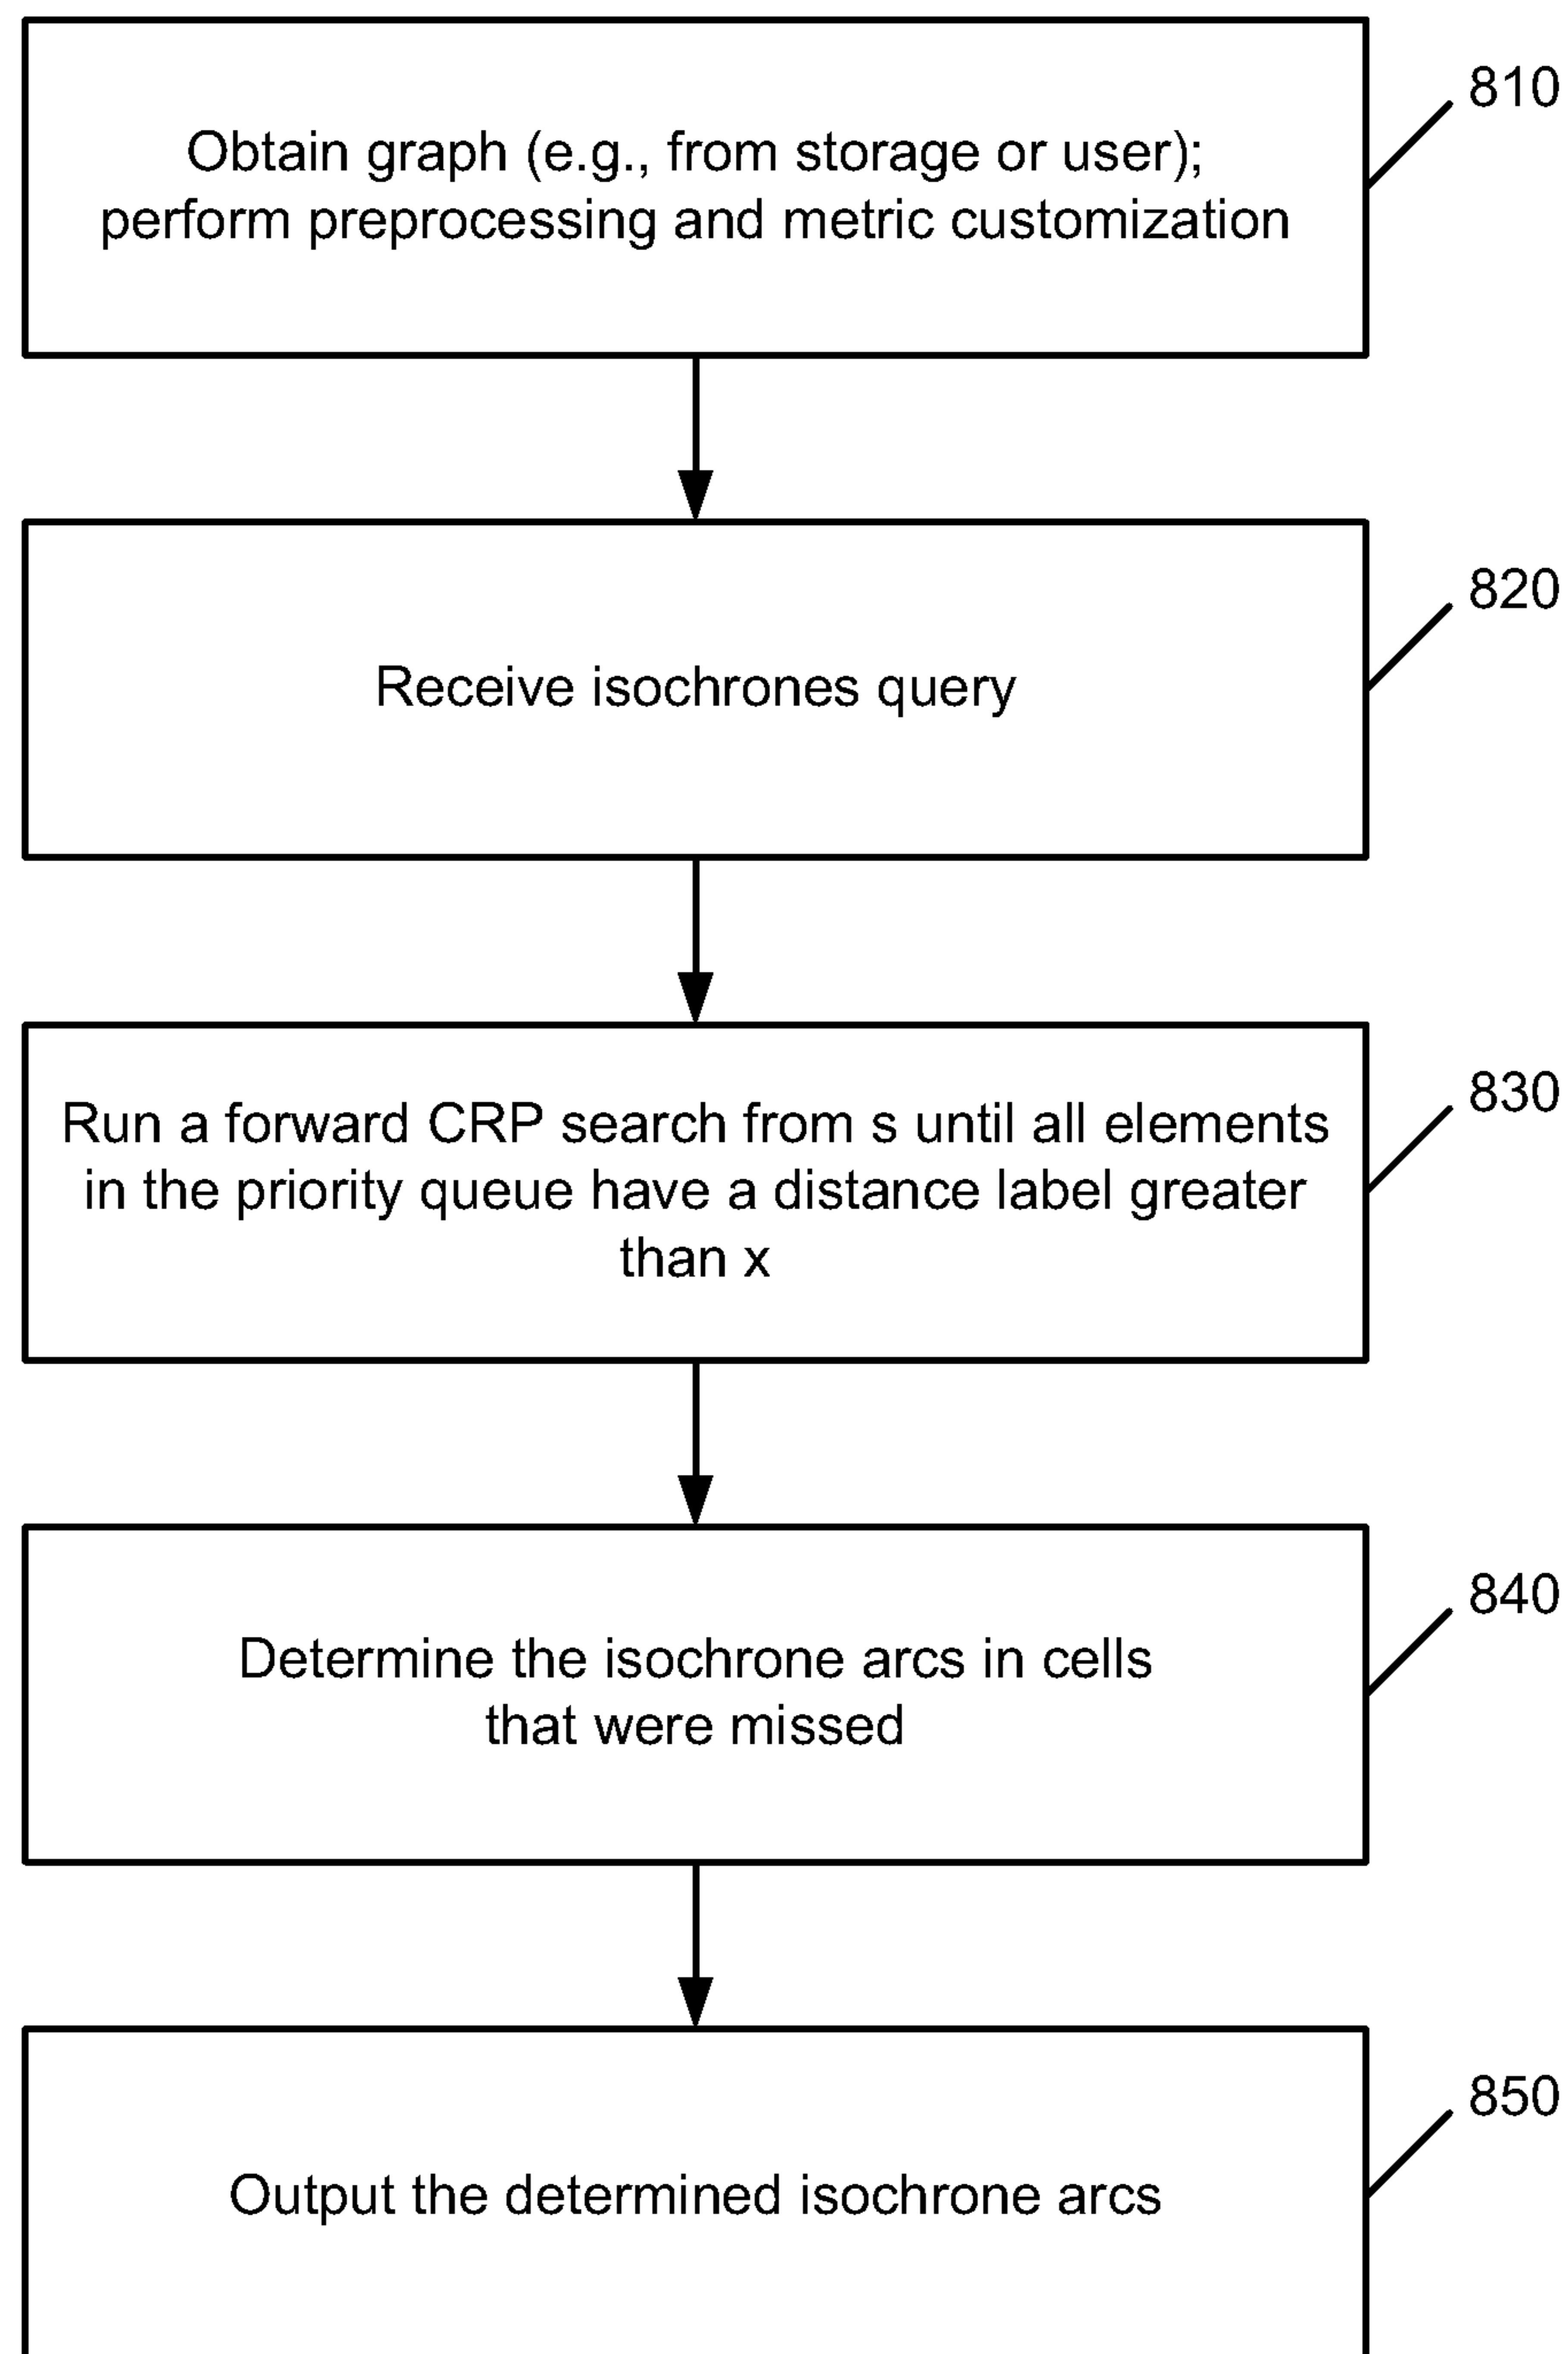 810
Obtain graph (e.g., from storage or user);
perform preprocessing and metric customization
820
Receive isochrones query
830
Run a forward CRP search from s until all elements
in the priority queue have a distance label greater
than x
840
Determine the isochrone arcs in cells
that were missed
850
Output the determined isochrone arcs